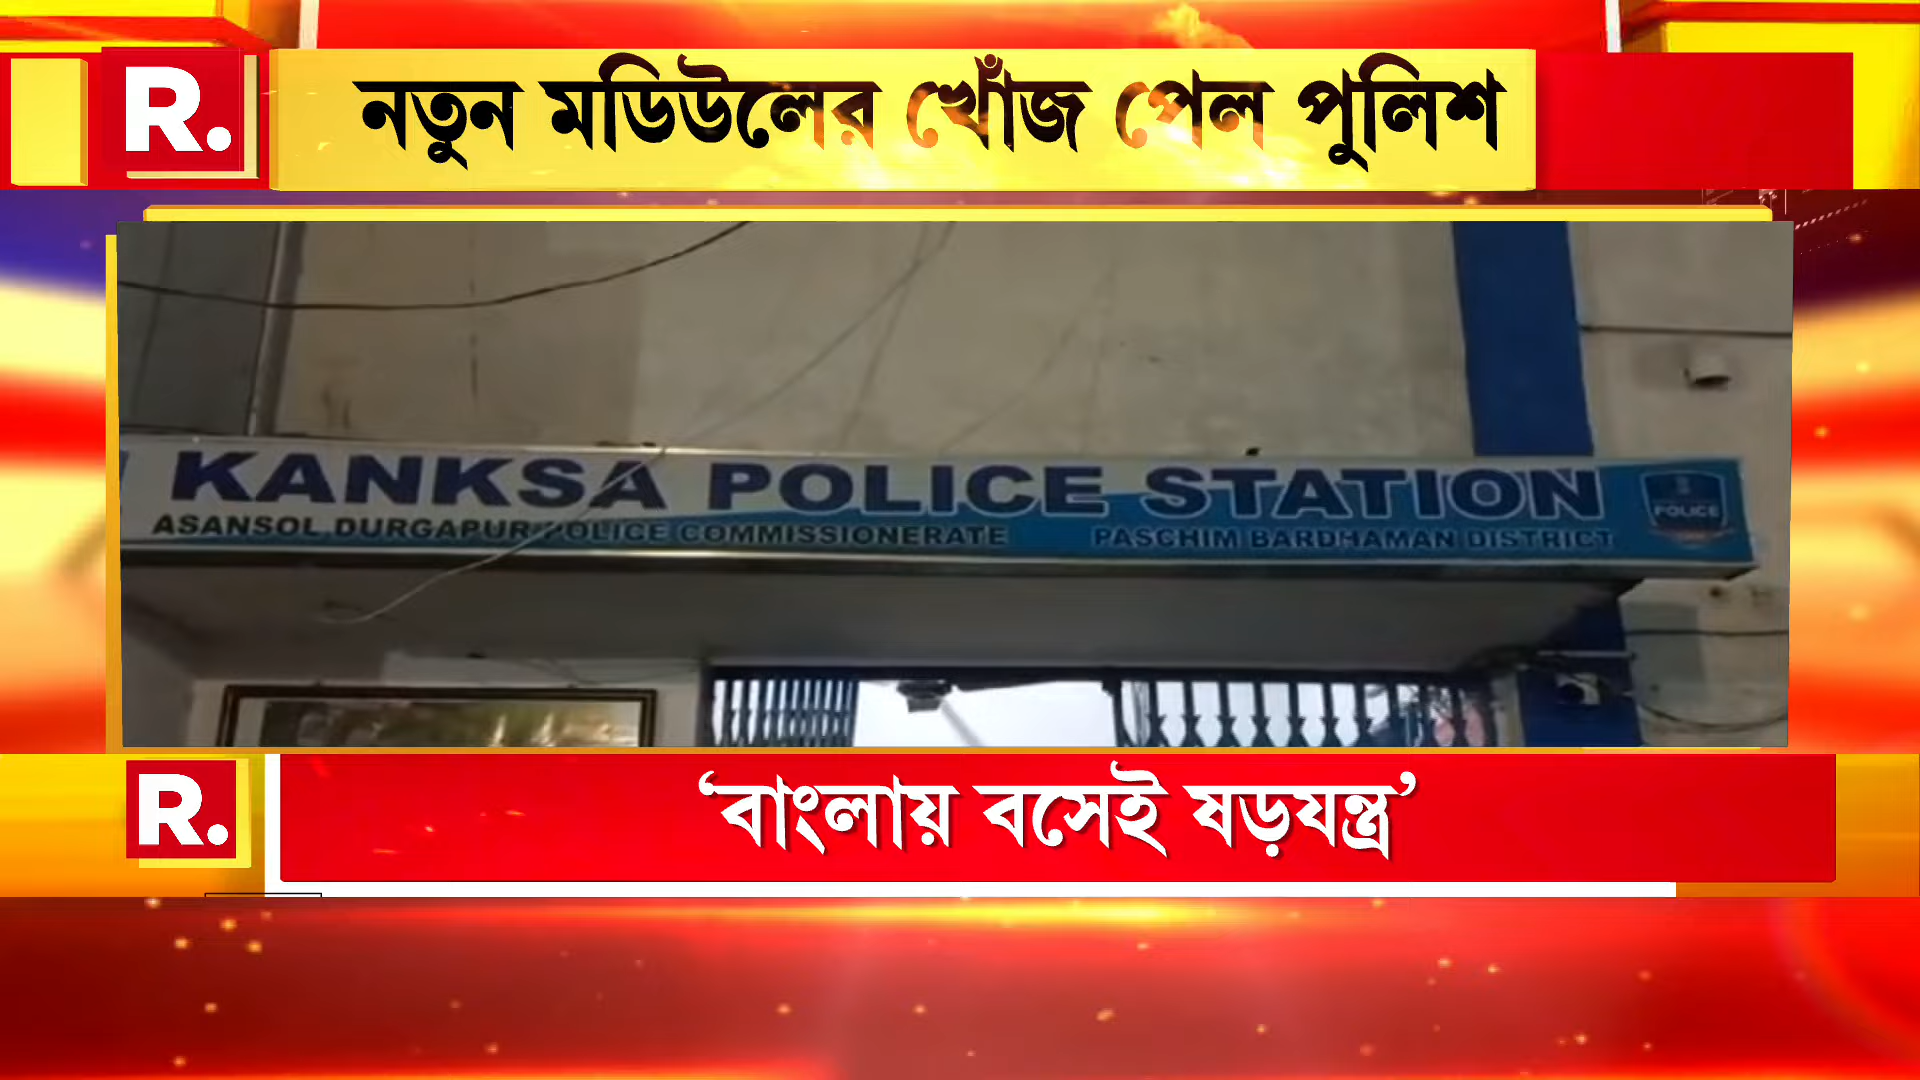 R. নতুন মডিউলের খোঁজ পেল পুলিশ
KANKSA POLICE STATION
ASANSOL DURGAPUR POLICE COMMISSIONERATE PASCHIM BARDHAMAN DISTRICT
POLICE
R. ‘বাংলায় বসেই ষড়যন্ত্র’